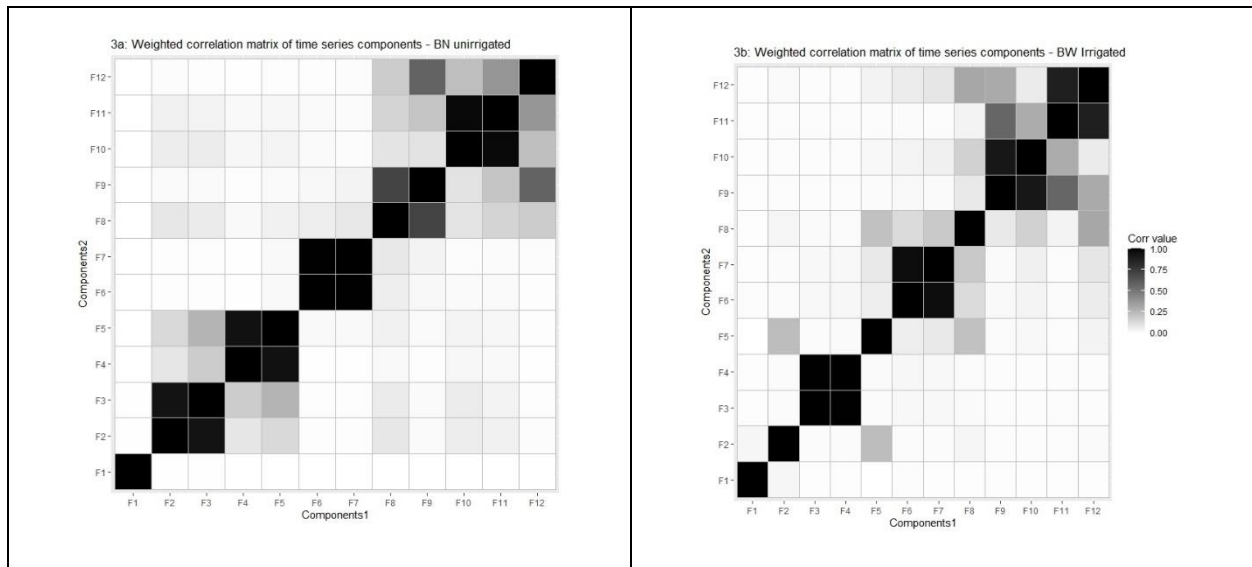 3a: Weighted correlation matrix of time series components - BN unirrigated
F12
F11
F10
F9
F8
F7
F6
F5
F4
F3
F2
F1
Components2
F1 F2 F3 F4 F5 F6 F7 F8 F9 F10 F11 F12
Components1
3b: Weighted correlation matrix of time series components - BW Irrigated
F12
F11
F10
F9
F8
F7
F6
F5
F4
F3
F2
F1
Components2
F1 F2 F3 F4 F5 F6 F7 F8 F9 F10 F11 F12
Components1
Corr value
1.00
0.75
0.50
0.25
0.00